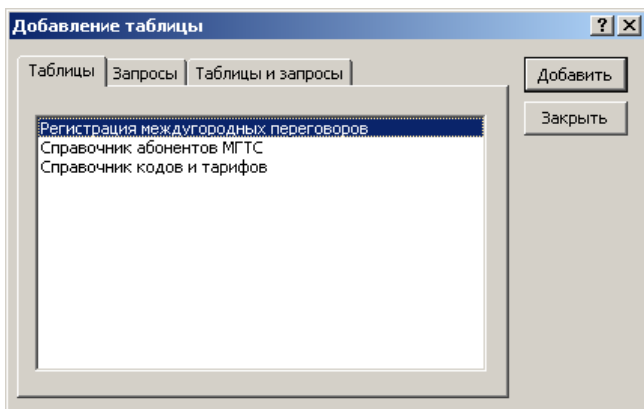 Добавление таблицы
Таблицы Запросы Таблицы и запросы
Добавить
Закрыть
Регистрация междугородных переговоров
Справочник абонентов МГТС
Справочник кодов и тарифов